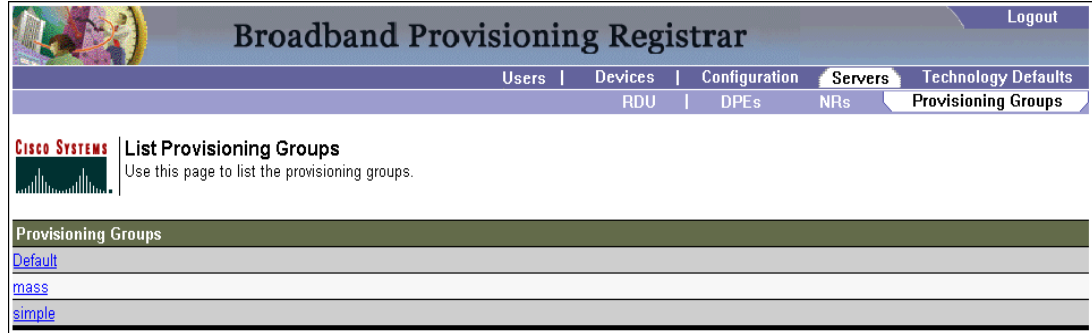 Logout
Broadband Provisioning Registrar
Users | Devices | Configuration Servers Technology Defaults
RDU | DPEs NRs Provisioning Groups
CISCO SYSTEMS
List Provisioning Groups
Use this page to list the provisioning groups.
Provisioning Groups
Default
mass
simple